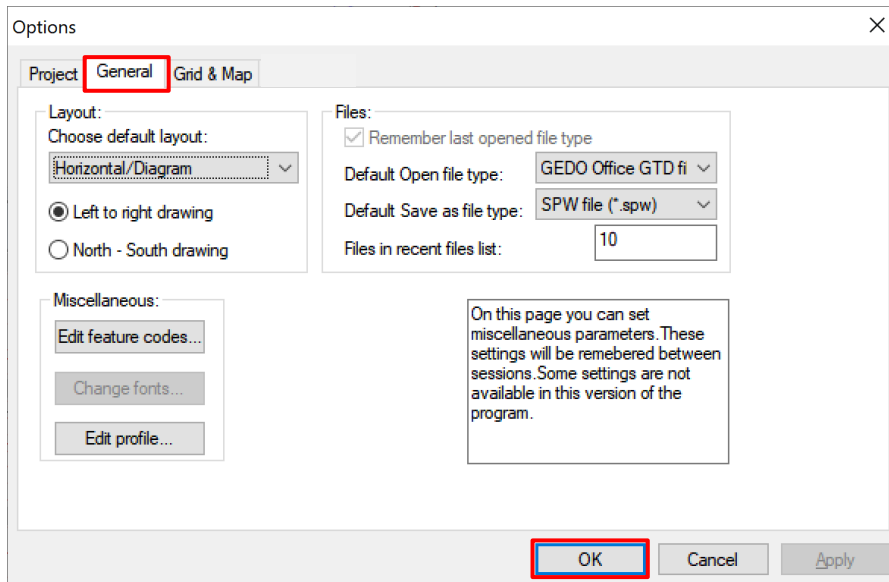 Options
Project
General
Grid & Map
Layout:
Choose default layout:
Horizontal/Diagram
Left to right drawing
North - South drawing
Files:
Remember last opened file type
Default Open file type:
GEDO Office GTD fi
Default Save as file type:
SPW file (*.spw)
Files in recent files list:
10
Miscellaneous:
Edit feature codes...
Change fonts...
Edit profile...
On this page you can set
miscellaneous parameters.These
settings will be remebered between
sessions.Some settings are not
available in this version of the
program.
OK
Cancel
Apply